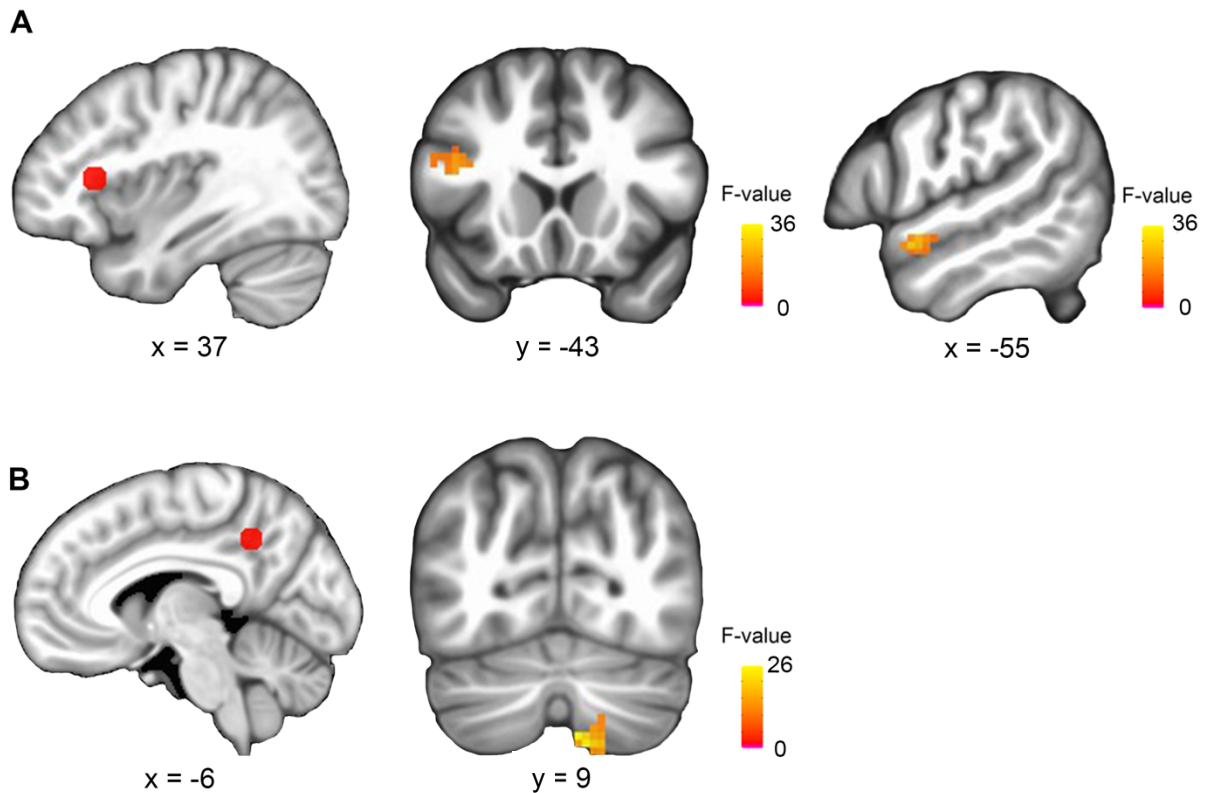 A
F-value
36
0
F-value
36
0
x = 37
y = -43
x = -55
B
F-value
26
0
x = -6
y = 9